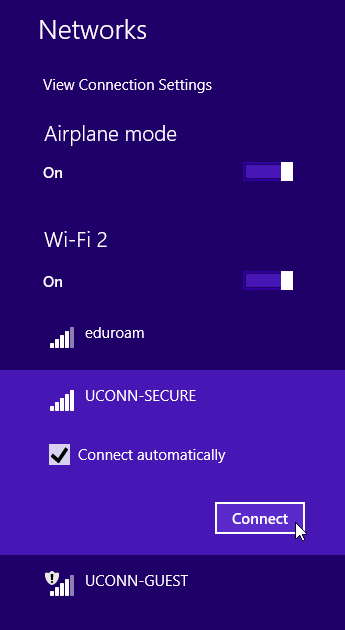 Networks
View Connection Settings
Airplane mode
On
Wi-Fi 2
On
eduroam
UCONN-SECURE
Connect automatically
Connect
UCONN-GUEST